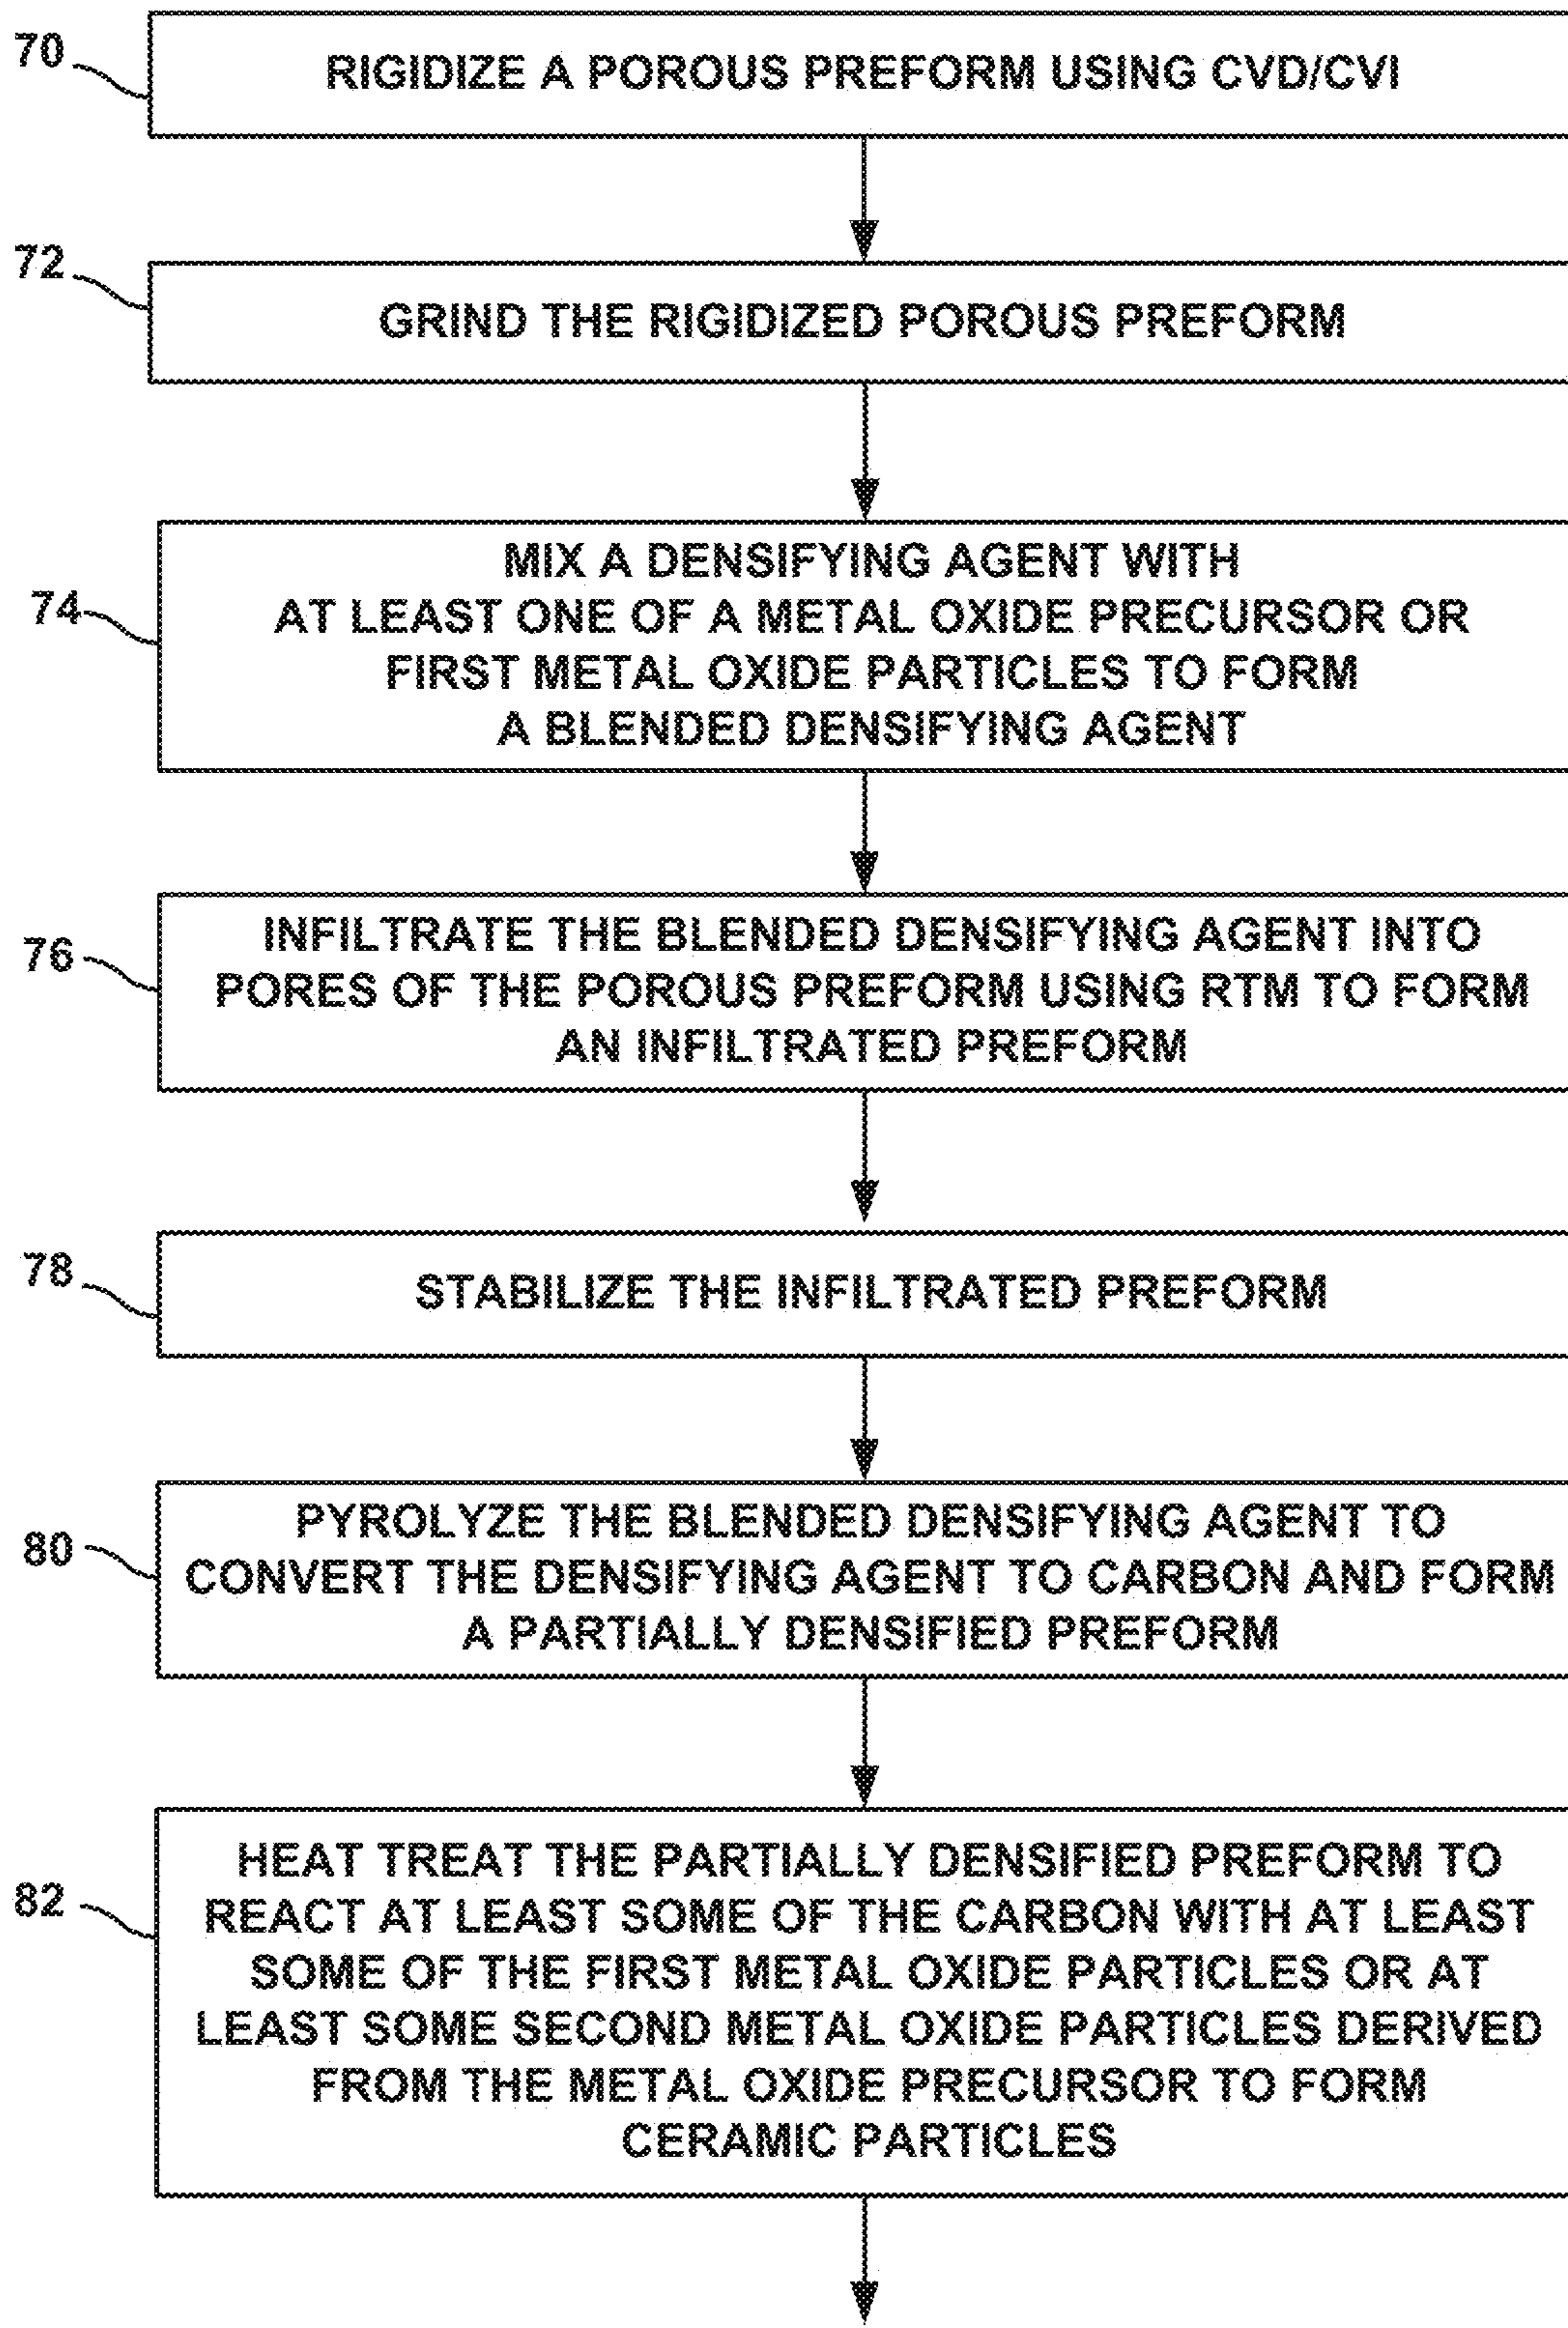 70
RIGIDIZE A POROUS PREFORM USING CVD/CVI
72
GRIND THE RIGIDIZED POROUS PREFORM
74
MIX A DENSIFYING AGENT WITH
AT LEAST ONE OF A METAL OXIDE PRECURSOR OR
FIRST METAL OXIDE PARTICLES TO FORM
A BLENDED DENSIFYING AGENT
76
INFILTRATE THE BLENDED DENSIFYING AGENT INTO
PORES OF THE POROUS PREFORM USING RTM TO FORM
AN INFILTRATED PREFORM
78
STABILIZE THE INFILTRATED PREFORM
80
PYROLYZE THE BLENDED DENSIFYING AGENT TO
CONVERT THE DENSIFYING AGENT TO CARBON AND FORM
A PARTIALLY DENSIFIED PREFORM
82
HEAT TREAT THE PARTIALLY DENSIFIED PREFORM TO
REACT AT LEAST SOME OF THE CARBON WITH AT LEAST
SOME OF THE FIRST METAL OXIDE PARTICLES OR AT
LEAST SOME SECOND METAL OXIDE PARTICLES DERIVED
FROM THE METAL OXIDE PRECURSOR TO FORM
CERAMIC PARTICLES